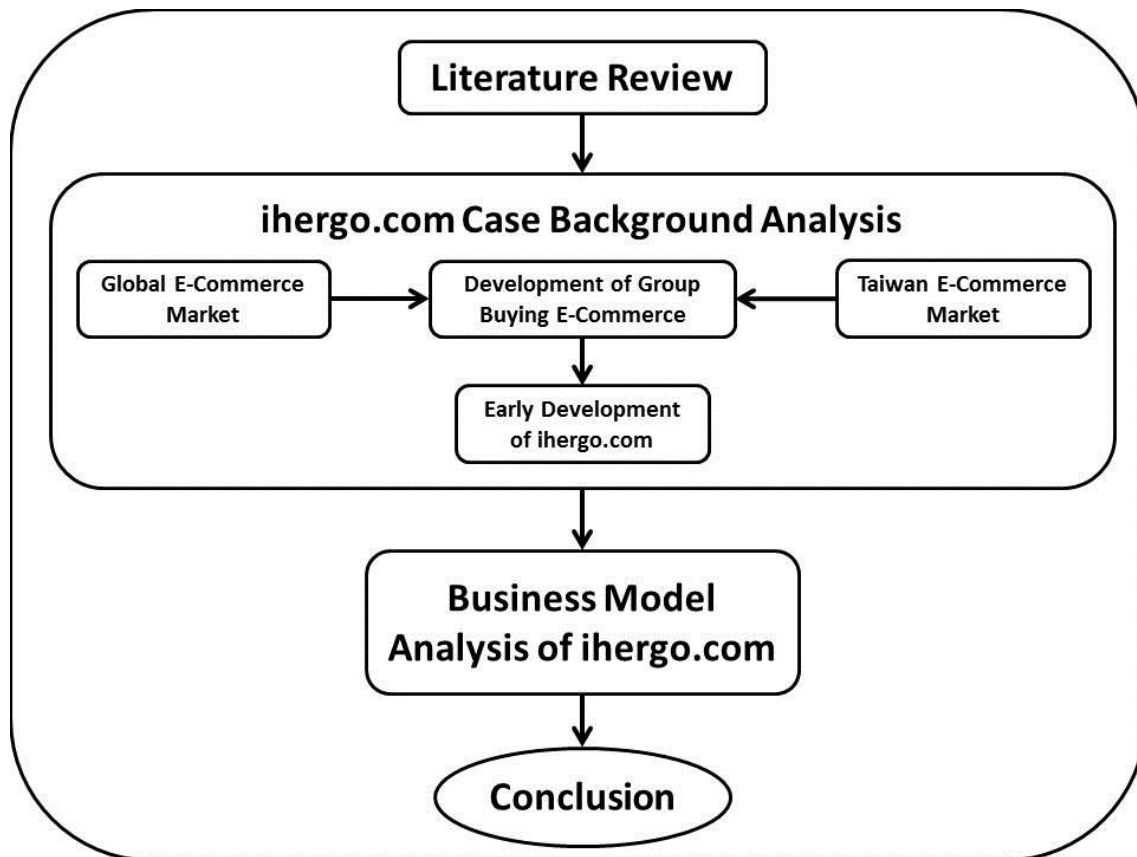 Literature Review
ihergo.com Case Background Analysis
Global E-Commerce
Market
Development of Group
Buying E-Commerce
Taiwan E-Commerce
Market
Early Development
of ihergo.com
Business Model
Analysis of ihergo.com
Conclusion